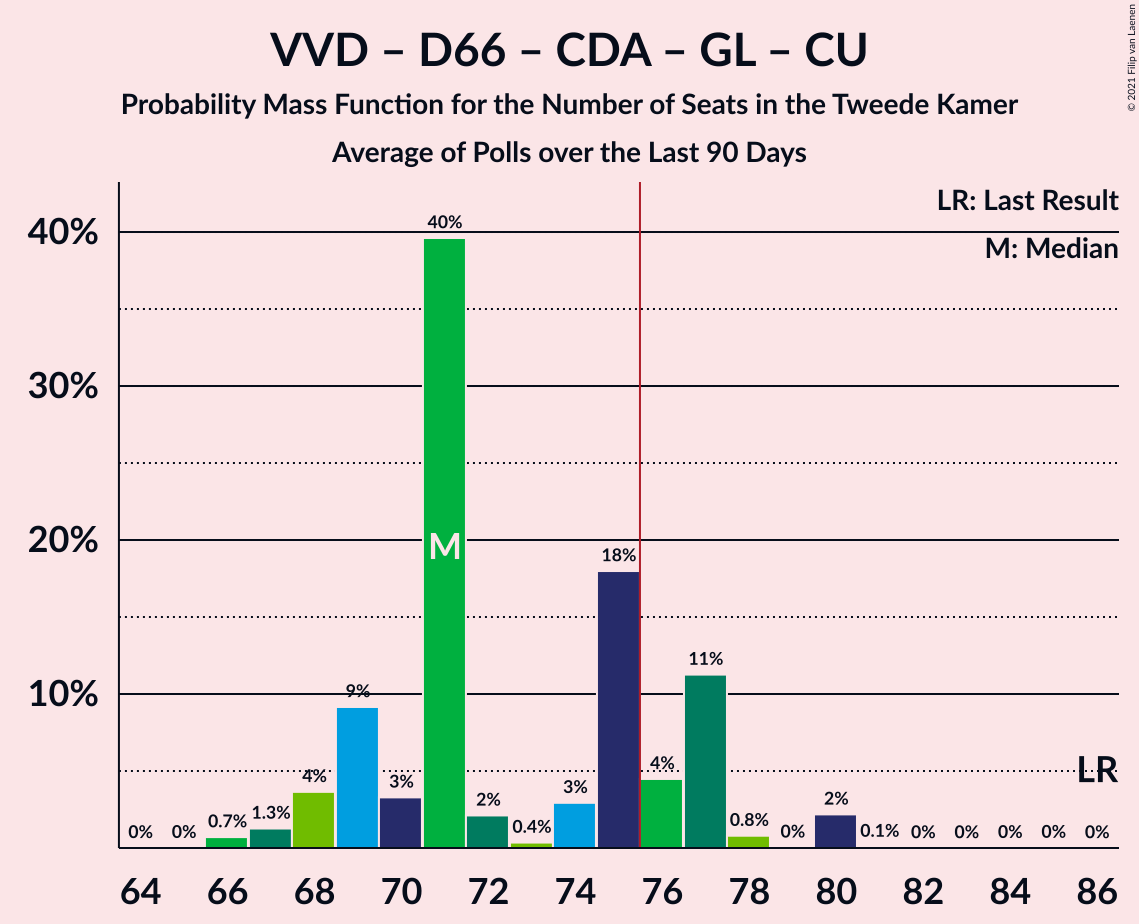 VVD – D66 – CDA – GL – CU
Probability Mass Function for the Number of Seats in the Tweede Kamer
Average of Polls over the Last 90 Days
© 2021 Filip van Laenen
LR: Last Result
M: Median
40%
30%
20%
10%
0% 0% 0.7% 1.3% 4% 9% 3% 40% 2% 0.4% 3% 18% 4% 11% 0.8% 0% 2% 0.1% 0% 0% 0% 0% 0%
M
LR
64 66 68 70 72 74 76 78 80 82 84 86